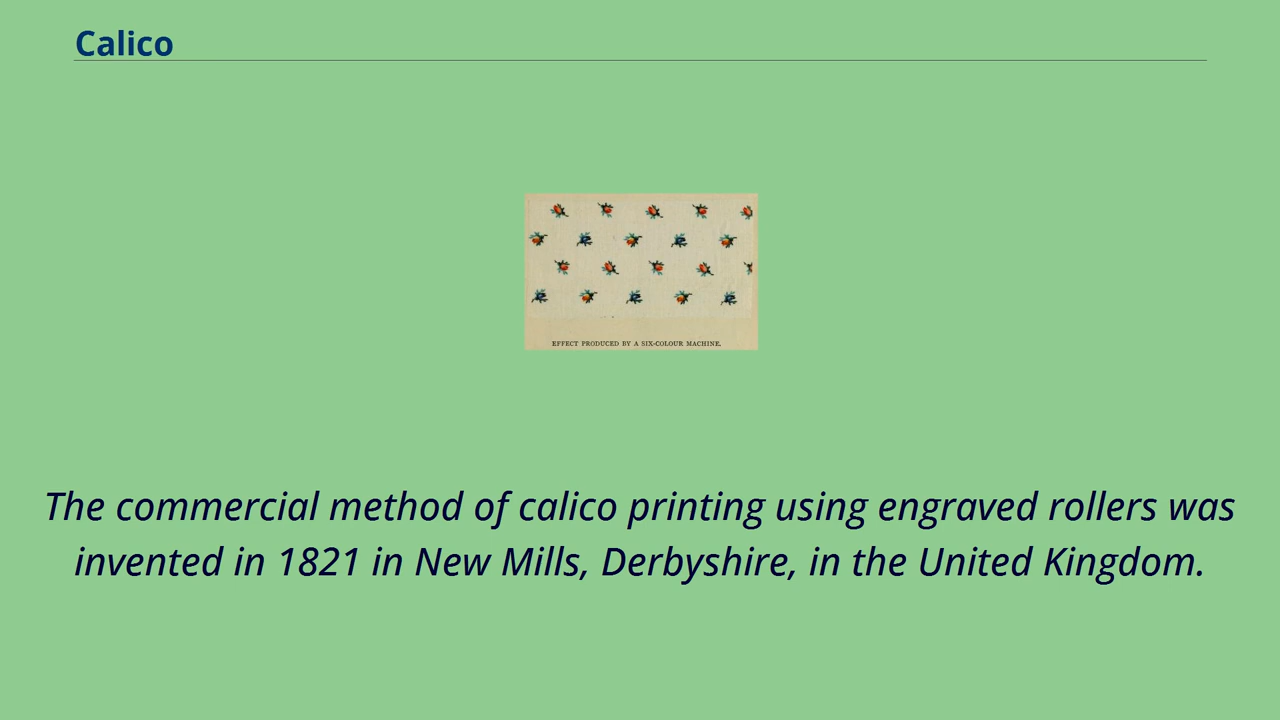 Calico
EFFECT PRODUCED BY A SIX-COLOUR MACHINE.
The commercial method of calico printing using engraved rollers was
invented in 1821 in New Mills, Derbyshire, in the United Kingdom.